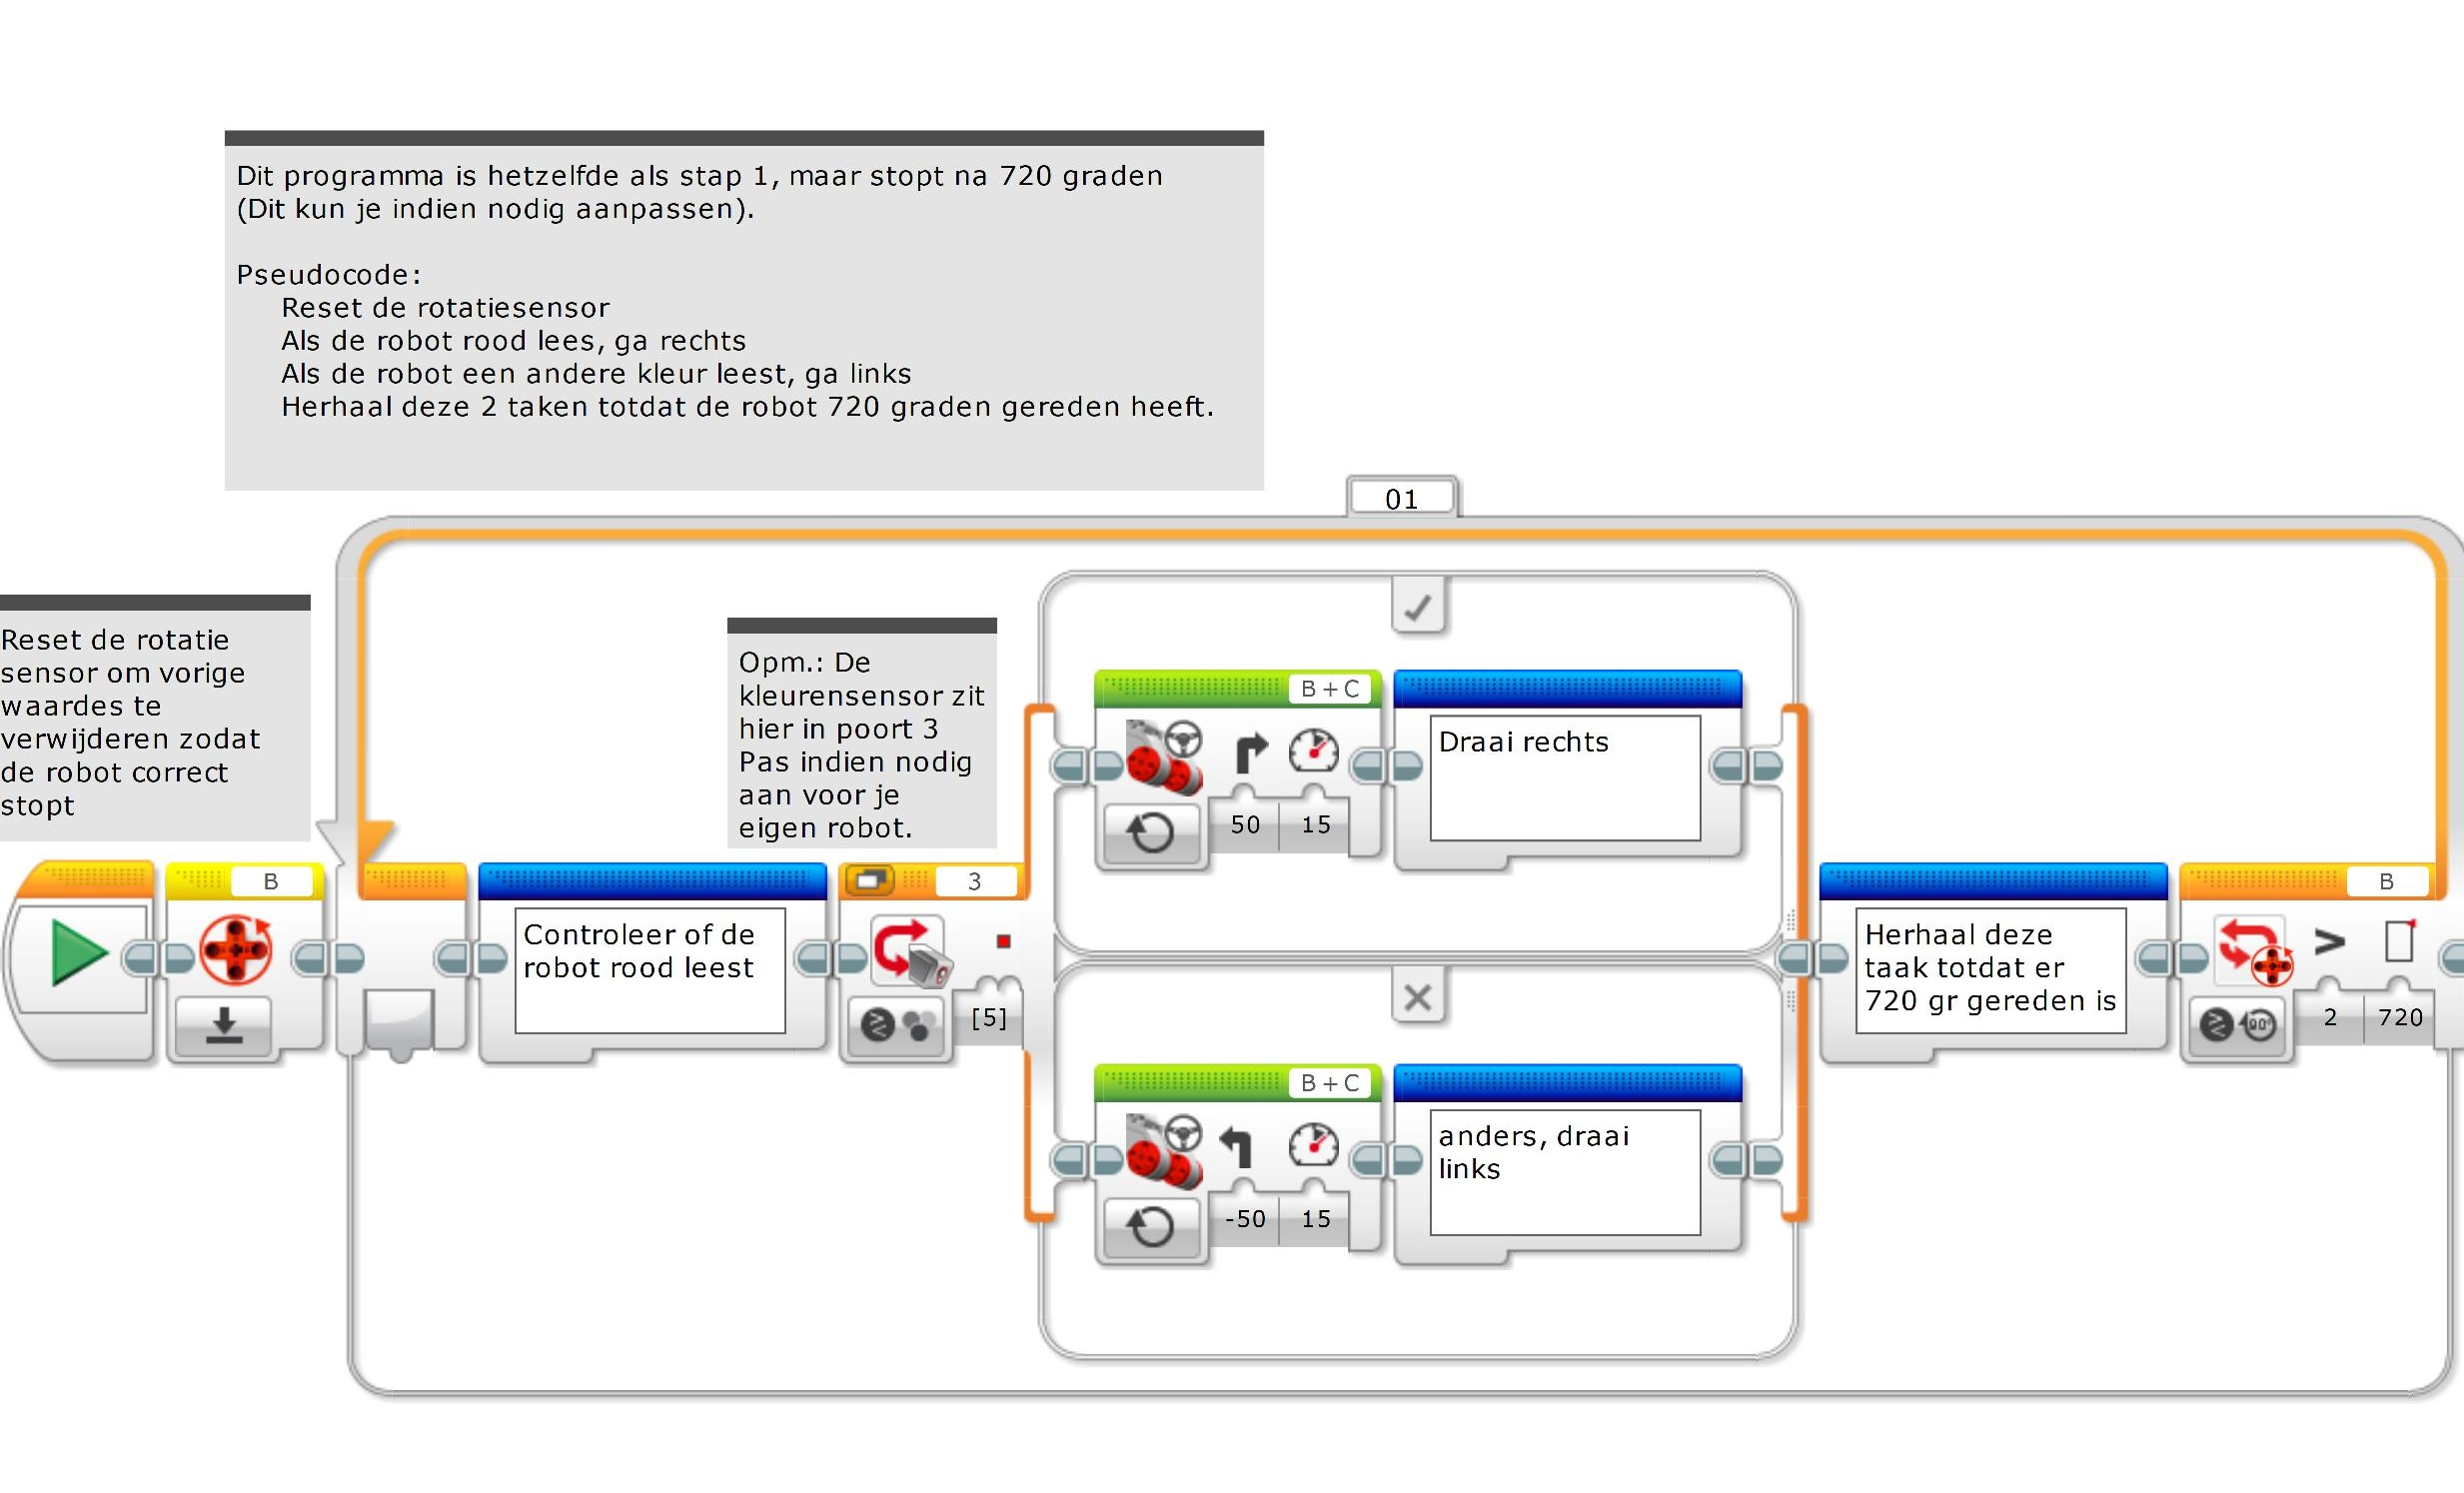 Dit programma is hetzelfde als stap 1, maar stopt na 720 graden
(Dit kun je indien nodig aanpassen).
Pseudocode:
Reset de rotatiesensor
Als de robot rood lees, ga rechts
Als de robot een andere kleur leest, ga links
Herhaal deze 2 taken totdat de robot 720 graden gereden heeft.
01
Reset de rotatie
sensor om vorige
waardes te
verwijderen zodat
de robot correct
stopt
Opm.: De
kleurensensor zit
hier in poort 3
Pas indien nodig
aan voor je
eigen robot.
B + C
Draai rechts
50 15
B
Controleer of de
robot rood leest
3
[5]
B + C
anders, draai
links
-50 15
Herhaal deze
taak totdat er
720 gr gereden is
B
>
90°
2 720